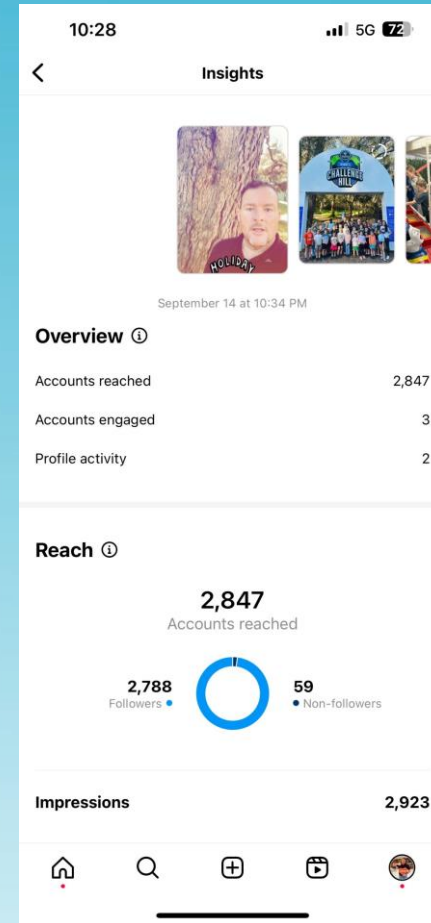 10:28
5G 72
Insights
CHALLENGE
HILL
HOLIDAY
September 14 at 10:34 PM
Overview
Accounts reached 2,847
Accounts engaged 3
Profile activity 2
Reach
2,847
Accounts reached
2,788 59
Followers Non-followers
Impressions 2,923